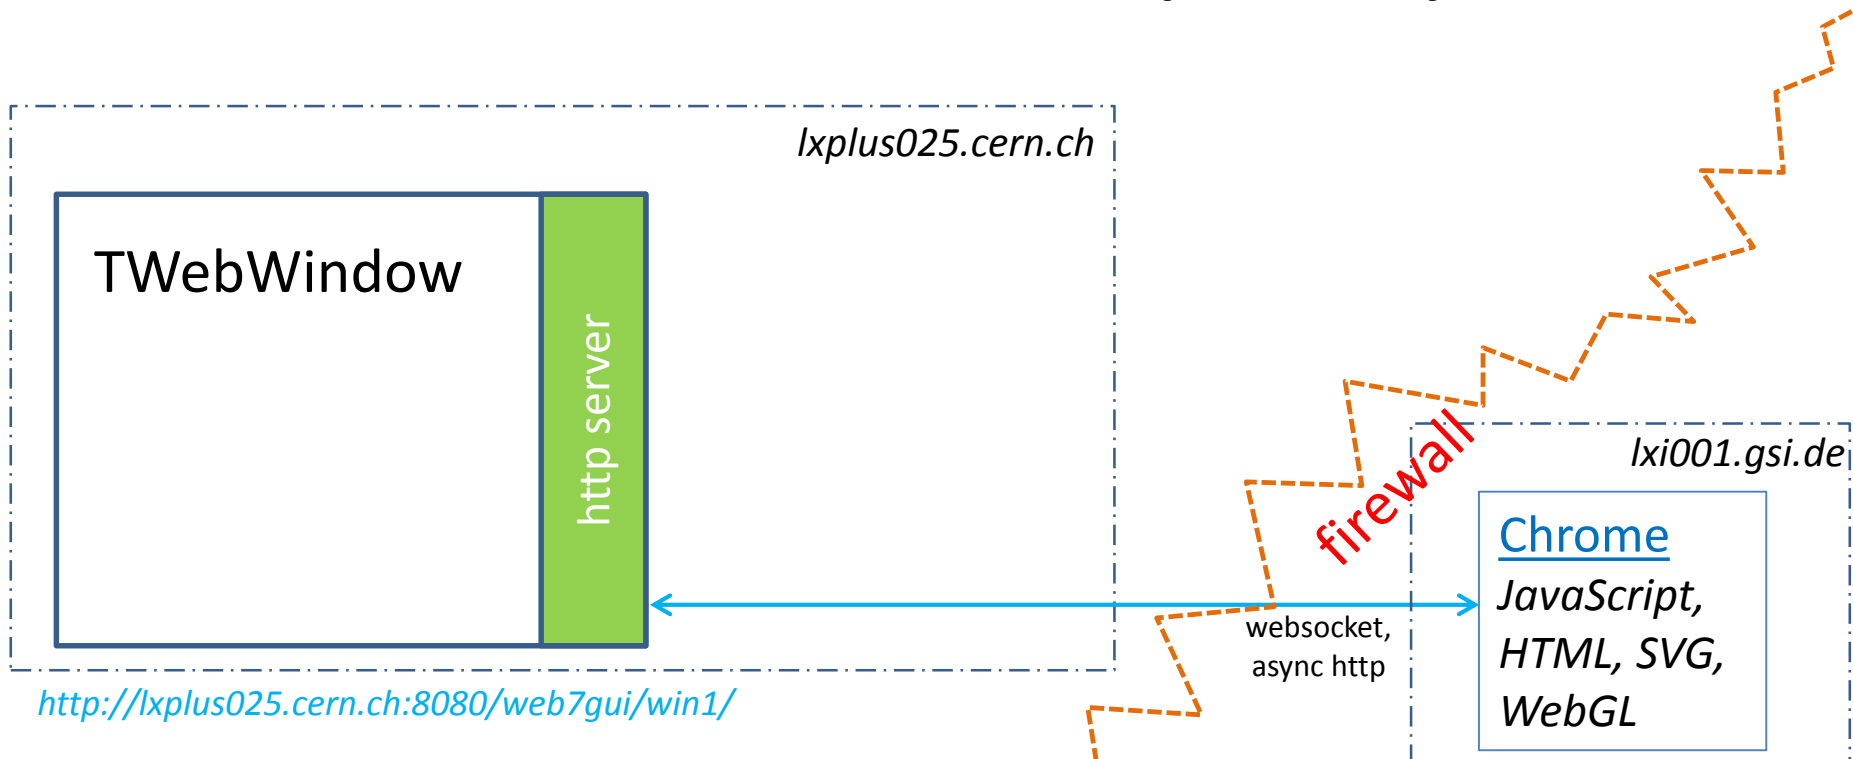 lxplus025.cern.ch
TWebWindow
http server
firewall
lxi001.gsi.de
Chrome
JavaScript,
HTML, SVG,
WebGL
websocket,
async http
http://lxplus025.cern.ch:8080/web7gui/win1/